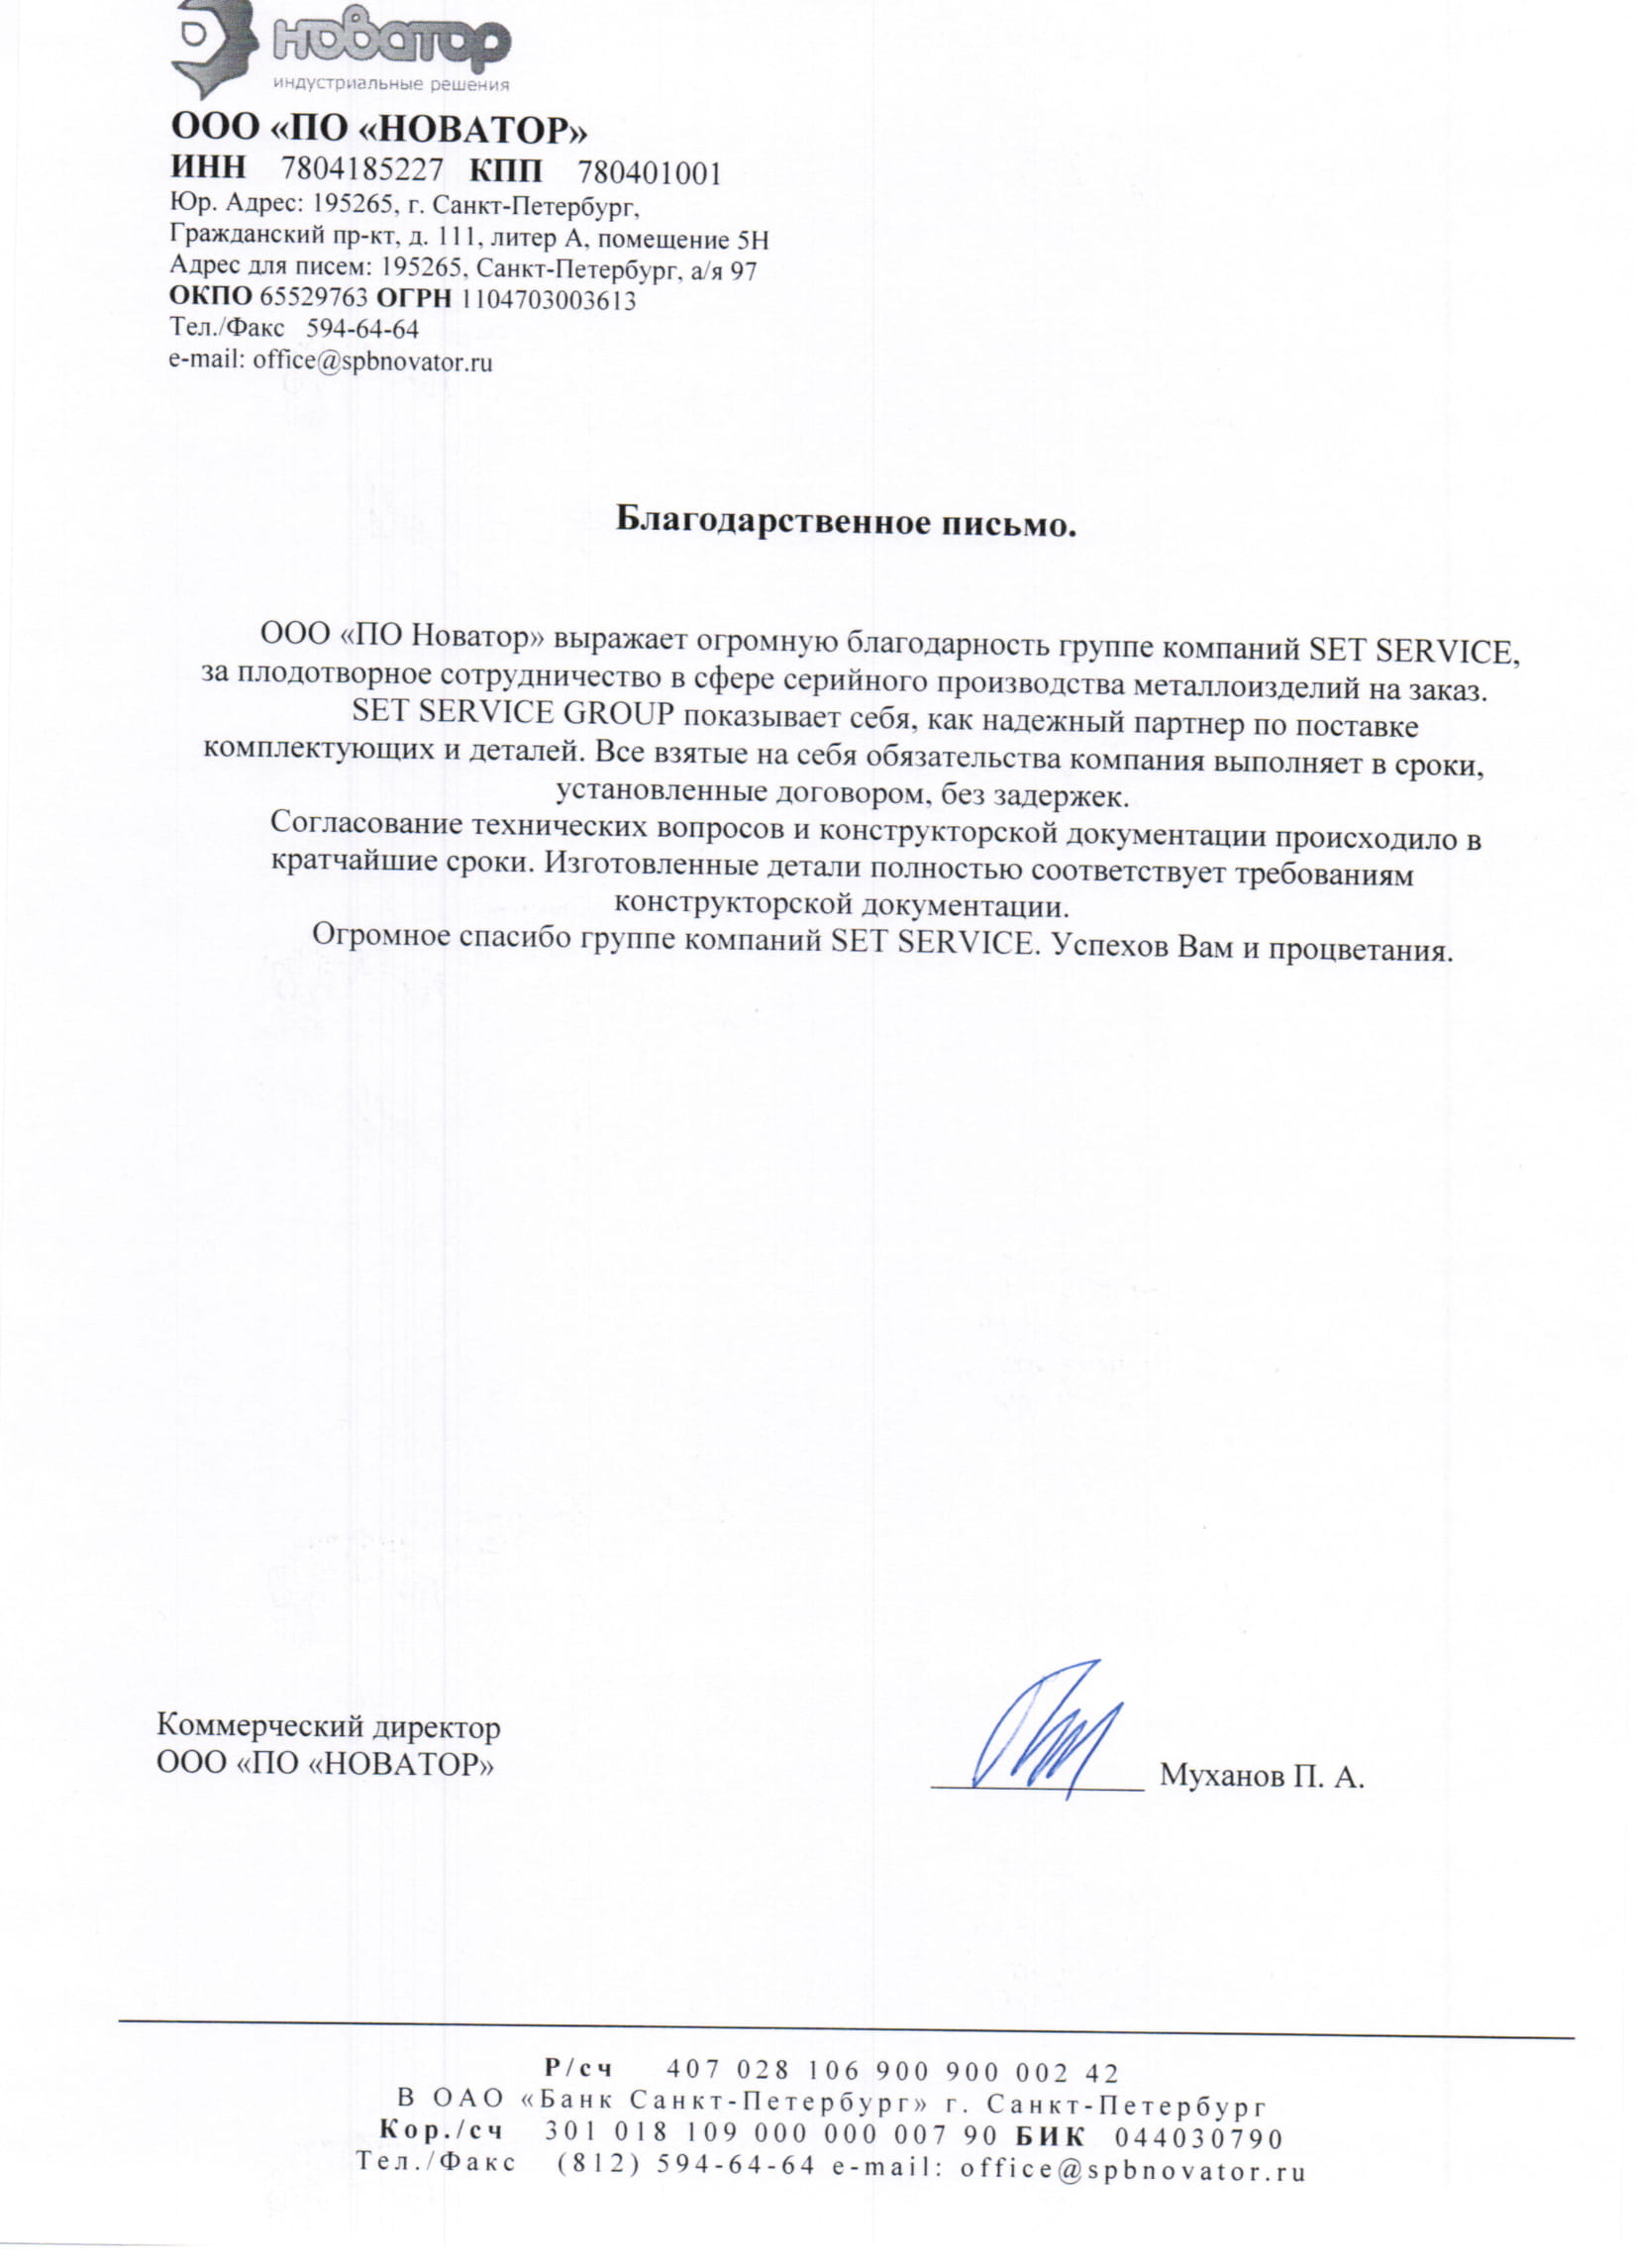 новатор
индустриальные решения
ООО «ПО «НОВАТОР»
ИНН 7804185227 КПП 780401001
Юр. Адрес: 195265, г. Санкт-Петербург,
Гражданский пр-кт, д. 111, литер А, помещение 5Н
Адрес для писем: 195265, Санкт-Петербург, а/я 97
ОКПО 65529763 ОГРН 1104703003613
Тел./Факс 594-64-64
e-mail: office@spbnovator.ru
Благодарственное письмо.
ООО «ПО Новатор» выражает огромную благодарность группе компаний SET SERVICE,
за плодотворное сотрудничество в сфере серийного производства металлоизделий на заказ.
SET SERVICE GROUP показывает себя, как надежный партнер по поставке
комплектующих и деталей. Все взятые на себя обязательства компания выполняет в сроки,
установленные договором, без задержек.
Согласование технических вопросов и конструкторской документации происходило в
кратчайшие сроки. Изготовленные детали полностью соответствует требованиям
конструкторской документации.
Огромное спасибо группе компаний SET SERVICE. Успехов Вам и процветания.
Коммерческий директор
ООО «ПО «НОВАТОР»
Муханов П. А.
Р/сч 407 028 106 900 900 002 42
В ОАО «Банк Санкт-Петербург» г. Санкт-Петербург
Кор./сч 301 018 109 000 000 007 90 БИК 044030790
Тел./Факс (812) 594-64-64 e-mail: office@spbnovator.ru